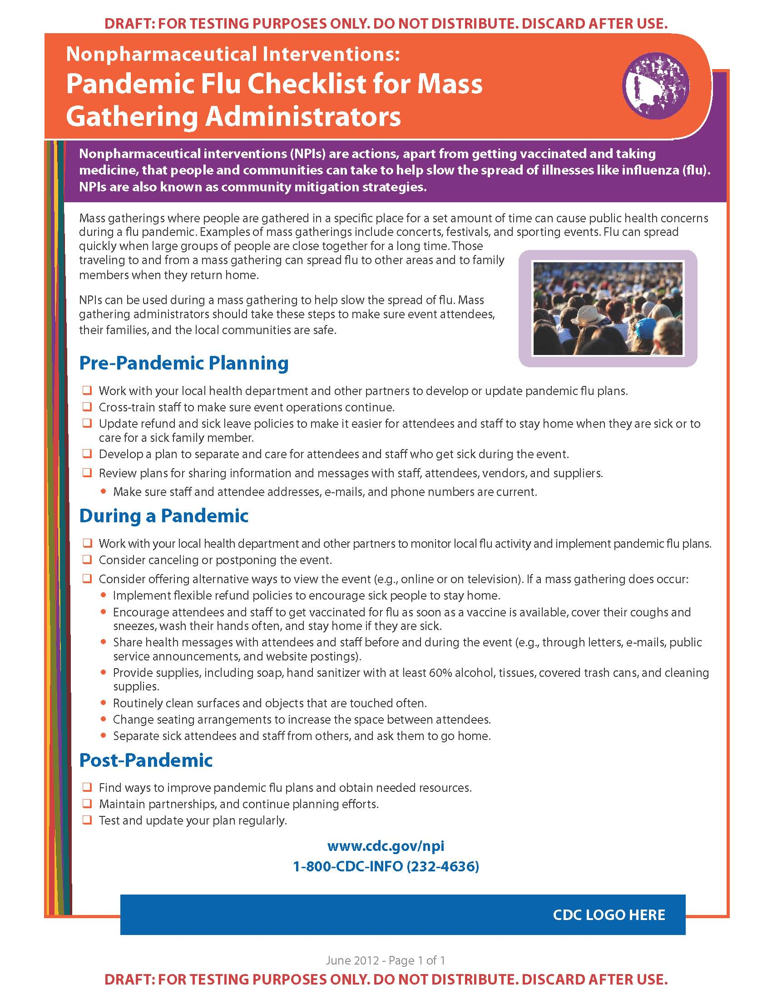 DRAFT: FOR TESTING PURPOSES ONLY. DO NOT DISTRIBUTE. DISCARD AFTER USE.
Nonpharmaceutical Interventions:
Pandemic Flu Checklist for Mass
Gathering Administrators
Nonpharmaceutical interventions (NPIs) are actions, apart from getting vaccinated and taking
medicine, that people and communities can take to help slow the spread of illnesses like influenza (flu).
NPIs are also known as community mitigation strategies.
Mass gatherings where people are gathered in a specific place for a set amount of time can cause public health concerns
during a flu pandemic. Examples of mass gatherings include concerts, festivals, and sporting events. Flu can spread
quickly when large groups of people are close together for a long time. Those
traveling to and from a mass gathering can spread flu to other areas and to family
members when they return home.
NPIs can be used during a mass gathering to help slow the spread of flu. Mass
gathering administrators should take these steps to make sure event attendees,
their families, and the local communities are safe.
Pre-Pandemic Planning
❑ Work with your local health department and other partners to develop or update pandemic flu plans.
❑ Cross-train staff to make sure event operations continue.
❑ Update refund and sick leave policies to make it easier for attendees and staff to stay home when they are sick or to
care for a sick family member.
❑ Develop a plan to separate and care for attendees and staff who get sick during the event.
❑ Review plans for sharing information and messages with staff, attendees, vendors, and suppliers.
• Make sure staff and attendee addresses, e-mails, and phone numbers are current.
During a Pandemic
❑ Work with your local health department and other partners to monitor local flu activity and implement pandemic flu plans.
❑ Consider canceling or postponing the event.
❑ Consider offering alternative ways to view the event (e.g., online or on television). If a mass gathering does occur:
• Implement flexible refund policies to encourage sick people to stay home.
• Encourage attendees and staff to get vaccinated for flu as soon as a vaccine is available, cover their coughs and
sneezes, wash their hands often, and stay home if they are sick.
• Share health messages with attendees and staff before and during the event (e.g., through letters, e-mails, public
service announcements, and website postings).
• Provide supplies, including soap, hand sanitizer with at least 60% alcohol, tissues, covered trash cans, and cleaning
supplies.
• Routinely clean surfaces and objects that are touched often.
• Change seating arrangements to increase the space between attendees.
• Separate sick attendees and staff from others, and ask them to go home.
Post-Pandemic
❑ Find ways to improve pandemic flu plans and obtain needed resources.
❑ Maintain partnerships, and continue planning efforts.
❑ Test and update your plan regularly.
www.cdc.gov/npi
1-800-CDC-INFO (232-4636)
CDC LOGO HERE
June 2012 - Page 1 of 1
DRAFT: FOR TESTING PURPOSES ONLY. DO NOT DISTRIBUTE. DISCARD AFTER USE.